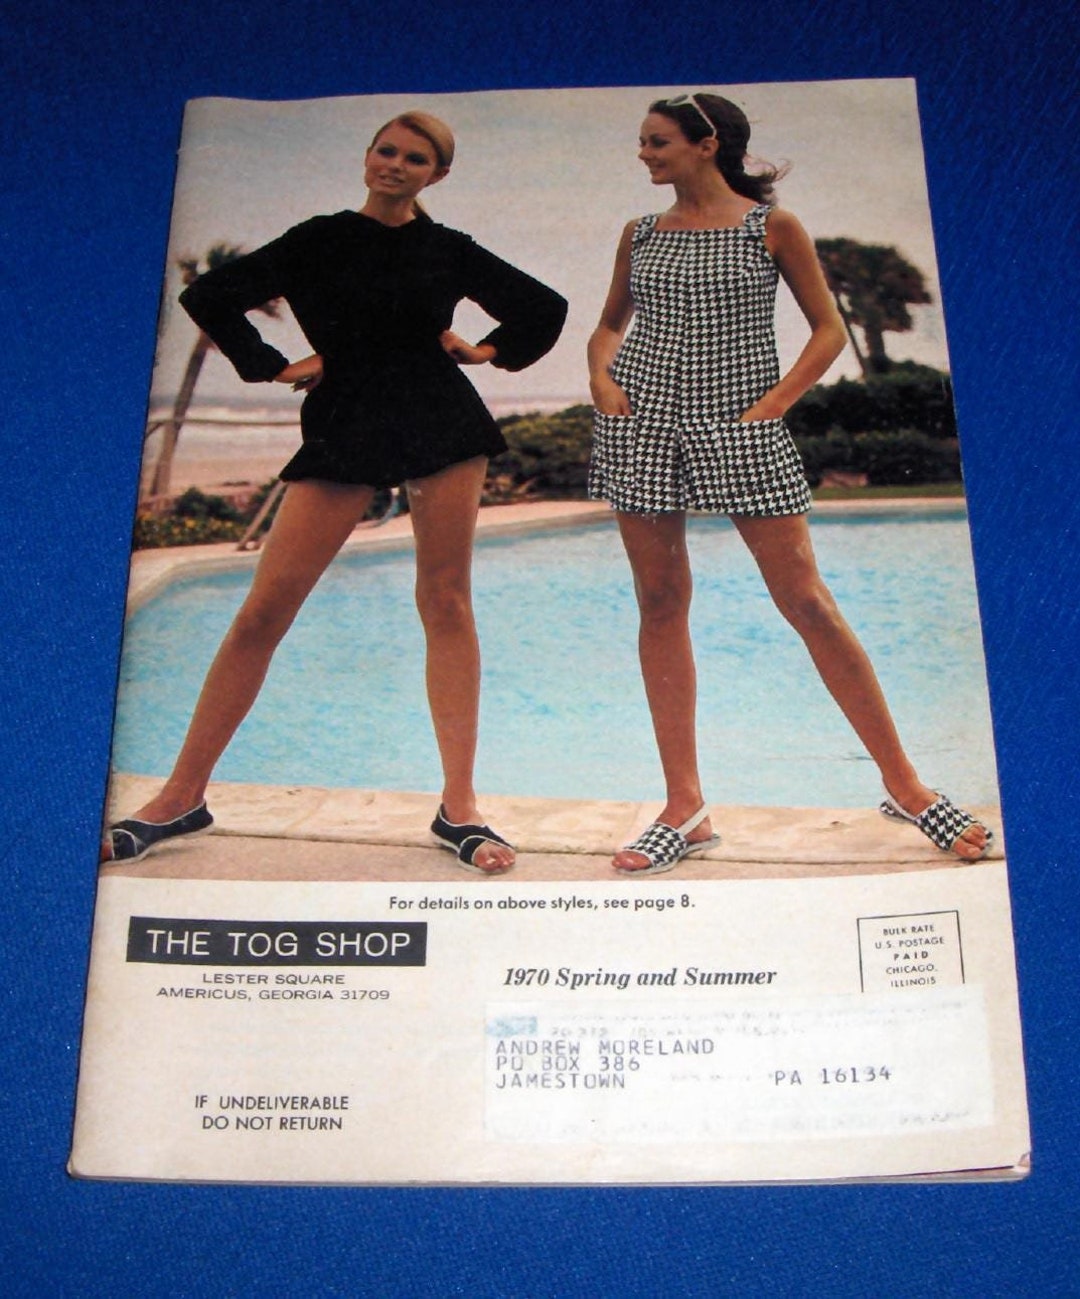 For details on above styles, see page 8.
THE TOG SHOP
LESTER SQUARE
AMERICUS, GEORGIA 31709
1970 Spring and Summer
BULK RATE
U.S. POSTAGE
PAID
CHICAGO,
ILLINOIS
ANDREW MORELAND
PO BOX 386
JAMESTOWN PA 16134
IF UNDELIVERABLE
DO NOT RETURN